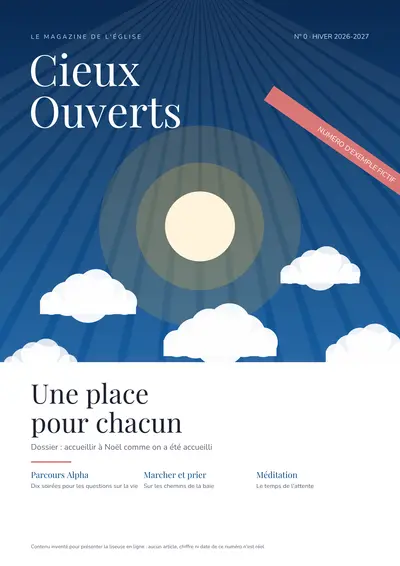 LE MAGAZINE DE L'ÉGLISE
N° 0 · HIVER 2026-2027
Cieux
Ouverts
NUMÉRO D'EXEMPLE FICTIF
Une place
pour chacun
Dossier : accueillir à Noël comme on a été accueilli
Parcours Alpha
Dix soirées pour les questions sur la vie
Marcher et prier
Sur les chemins de la baie
Méditation
Le temps de l'attente
Contenu inventé pour présenter la liseuse en ligne : aucun article, chiffre ni date de ce numéro n'est réel